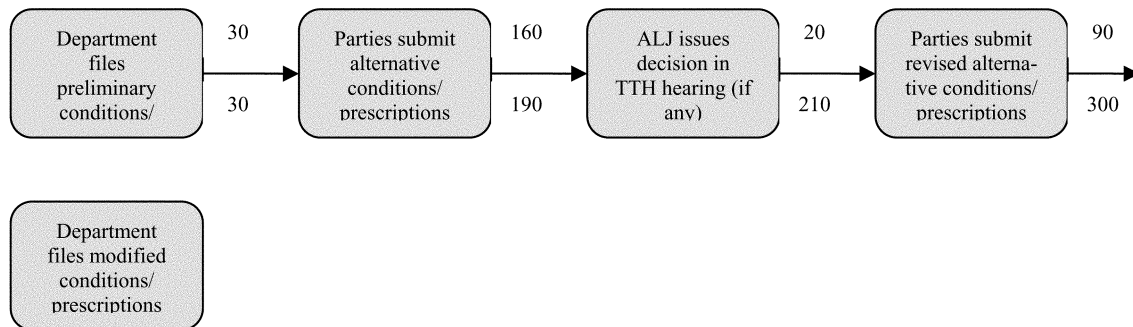 Department
files
preliminary
conditions/
30
30
Parties submit
alternative
conditions/
prescriptions
160
190
ALJ issues
decision in
TTH hearing (if
any)
20
210
Parties submit
revised alterna-
tive conditions/
prescriptions
90
300
Department
files modified
conditions/
prescriptions